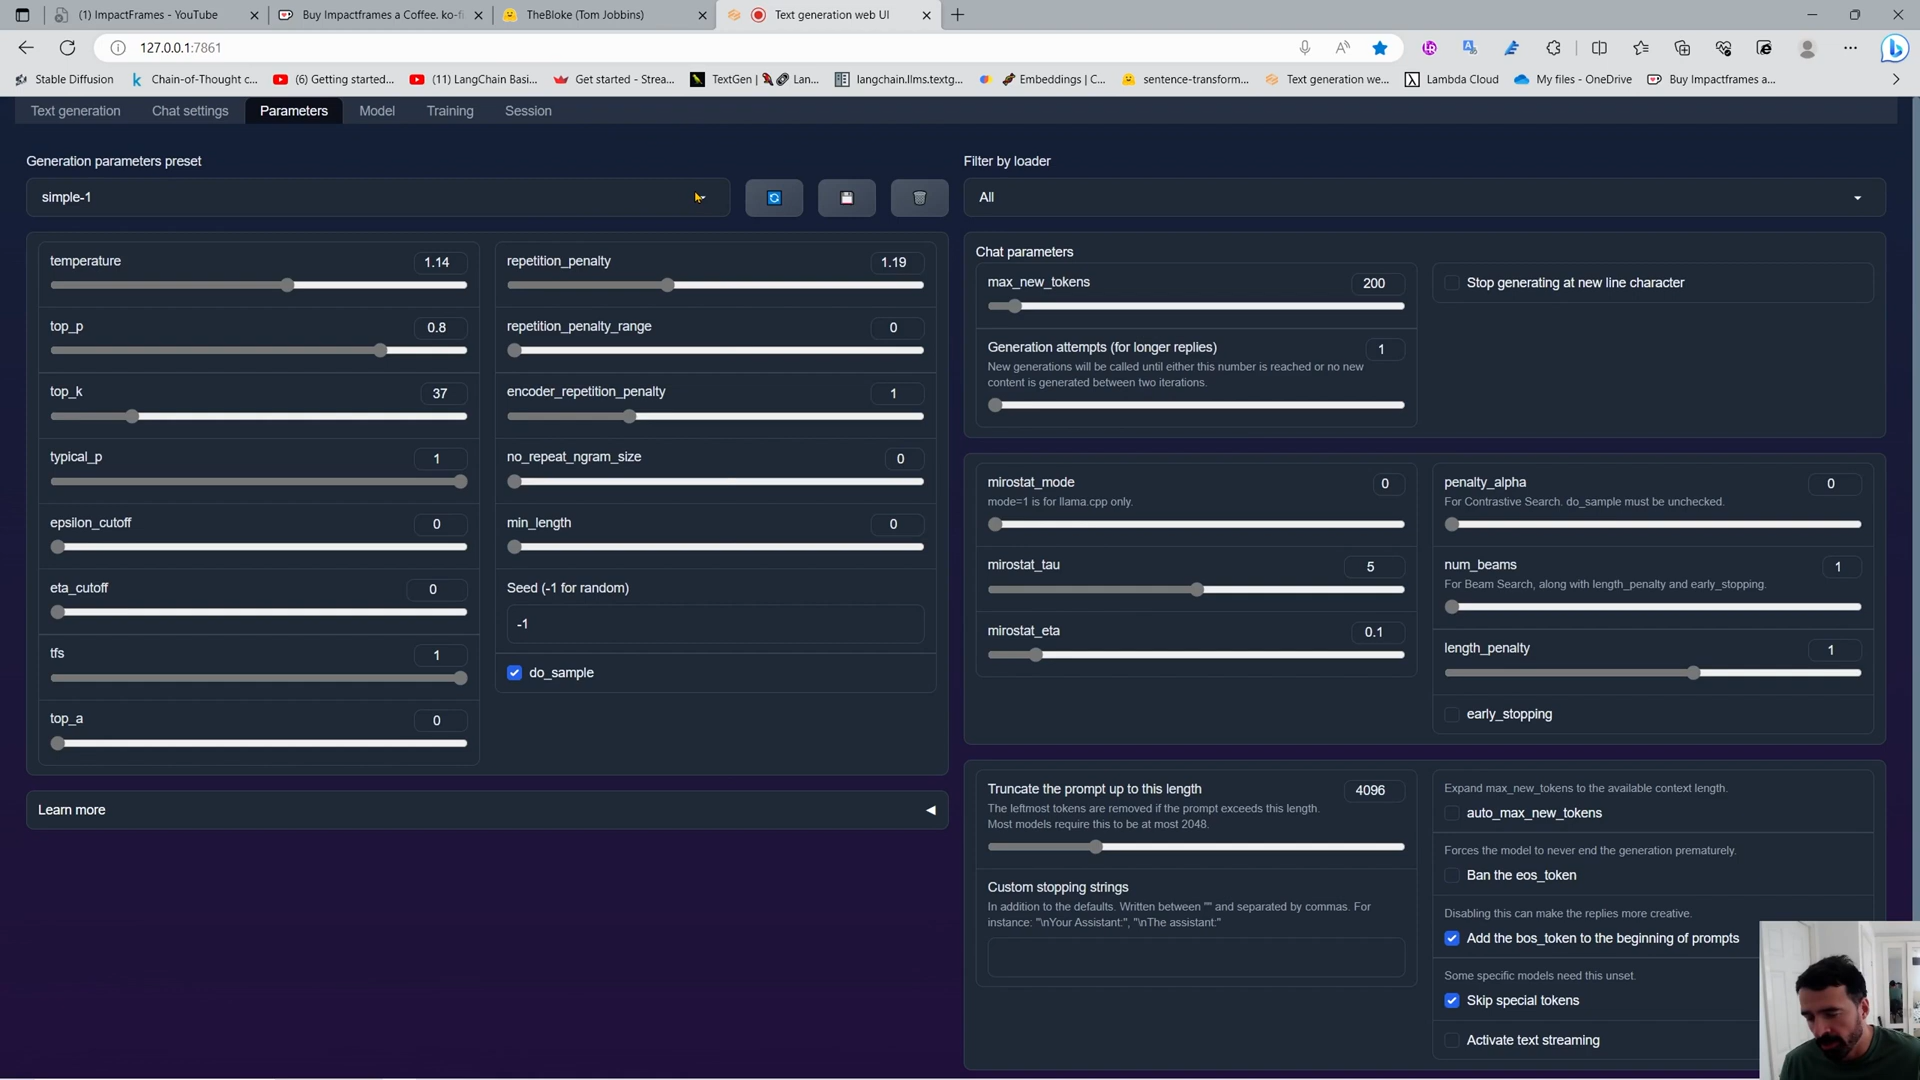 (1) ImpactFrames - YouTube
Buy Impactframes a Coffee. ko-fi
TheBloke (Tom Jobbins)
Text generation web UI
127.0.0.1:7861
Stable Diffusion
Chain-of-Thought c...
(6) Getting started...
(11) LangChain Basi...
Get started - Strea...
TextGen | Lan...
langchain.llms.textg...
Embeddings | C...
sentence-transform...
Text generation we...
Lambda Cloud
My files - OneDrive
Buy Impactframes a...
Text generation
Chat settings
Parameters
Model
Training
Session
Generation parameters preset
simple-1
Filter by loader
All
temperature
1.14
top_p
0.8
top_k
37
typical_p
1
epsilon_cutoff
0
eta_cutoff
0
tfs
1
top_a
0
repetition_penalty
1.19
repetition_penalty_range
0
encoder_repetition_penalty
1
no_repeat_ngram_size
0
min_length
0
Seed (-1 for random)
-1
do_sample
Learn more
Chat parameters
max_new_tokens
200
Generation attempts (for longer replies)
1
New generations will be called until either this number is reached or no new
content is generated between two iterations.
Stop generating at new line character
mirostat_mode
0
mode=1 is for llama.cpp only.
mirostat_tau
5
mirostat_eta
0.1
penalty_alpha
0
For Contrastive Search. do_sample must be unchecked.
num_beams
1
For Beam Search, along with length_penalty and early_stopping.
length_penalty
1
early_stopping
Truncate the prompt up to this length
4096
The leftmost tokens are removed if the prompt exceeds this length.
Most models require this to be at most 2048.
Custom stopping strings
In addition to the defaults. Written between "" and separated by commas. For
instance: "\nYour Assistant:", "\nThe assistant:"
Expand max_new_tokens to the available context length.
auto_max_new_tokens
Forces the model to never end the generation prematurely.
Ban the eos_token
Disabling this can make the replies more creative.
Add the bos_token to the beginning of prompts
Some specific models need this unset.
Skip special tokens
Activate text streaming